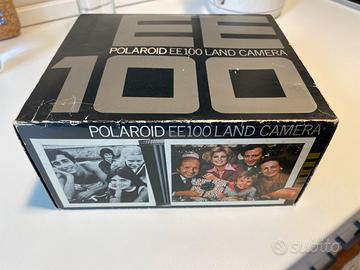 EE
POLAROID EE100 LAND CAMERA
100
POLAROID EE100 LAND CAMERA
subito